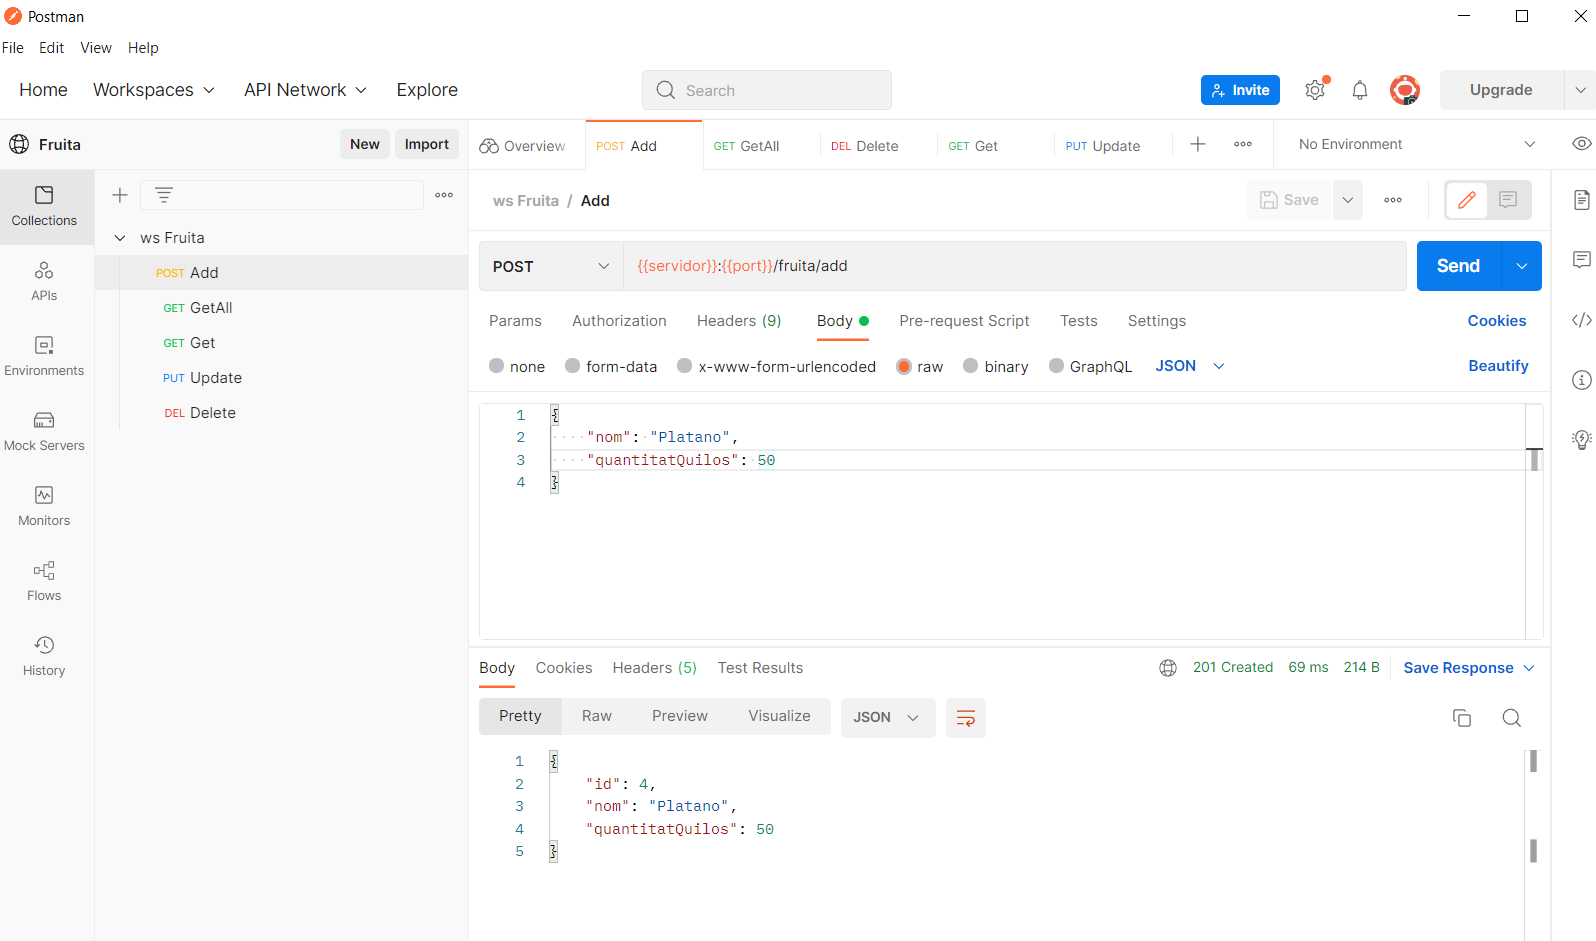 Postman
File Edit View Help
Home Workspaces API Network Explore Search Invite Upgrade
Fruita New Import Overview POST Add GET GetAll DEL Delete GET Get PUT Update No Environment
Collections
APIs
Environments
Mock Servers
Monitors
Flows
History
ws Fruita
POST Add
GET GetAll
GET Get
PUT Update
DEL Delete
ws Fruita / Add Save
POST {{servidor}}:{{port}}/fruita/add Send
Params Authorization Headers (9) Body Pre-request Script Tests Settings Cookies
none form-data x-www-form-urlencoded raw binary GraphQL JSON Beautify
1 {
2 "nom": "Platano",
3 "quantitatQuilos": 50
4 }
Body Cookies Headers (5) Test Results 201 Created 69 ms 214 B Save Response
Pretty Raw Preview Visualize JSON
1 {
2 "id": 4,
3 "nom": "Platano",
4 "quantitatQuilos": 50
5 }